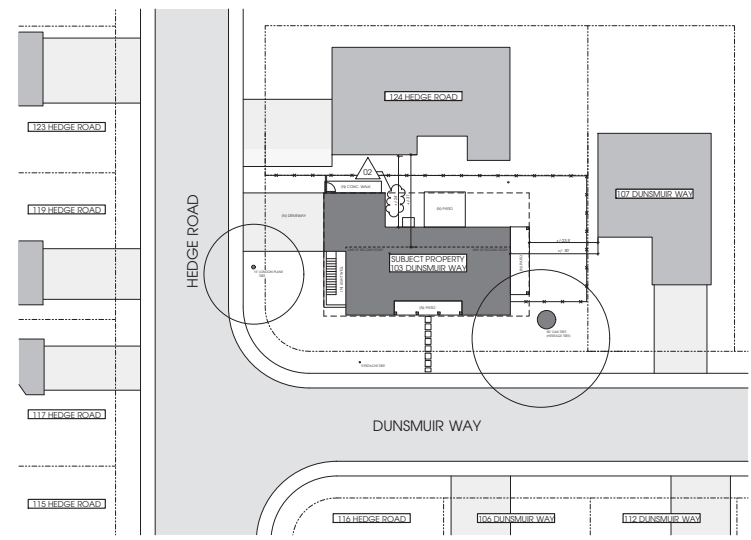 124 HEDGE ROAD
123 HEDGE ROAD
02
(N) CONC. WALK
107 DUNSMUIR WAY
119 HEDGE ROAD
HEDGE ROAD
(N) PATIO
SUBJECT PROPERTY
103 DUNSMUIR WAY
(N) PATIO
117 HEDGE ROAD
DUNSMUIR WAY
115 HEDGE ROAD
116 HEDGE ROAD
106 DUNSMUIR WAY
112 DUNSMUIR WAY